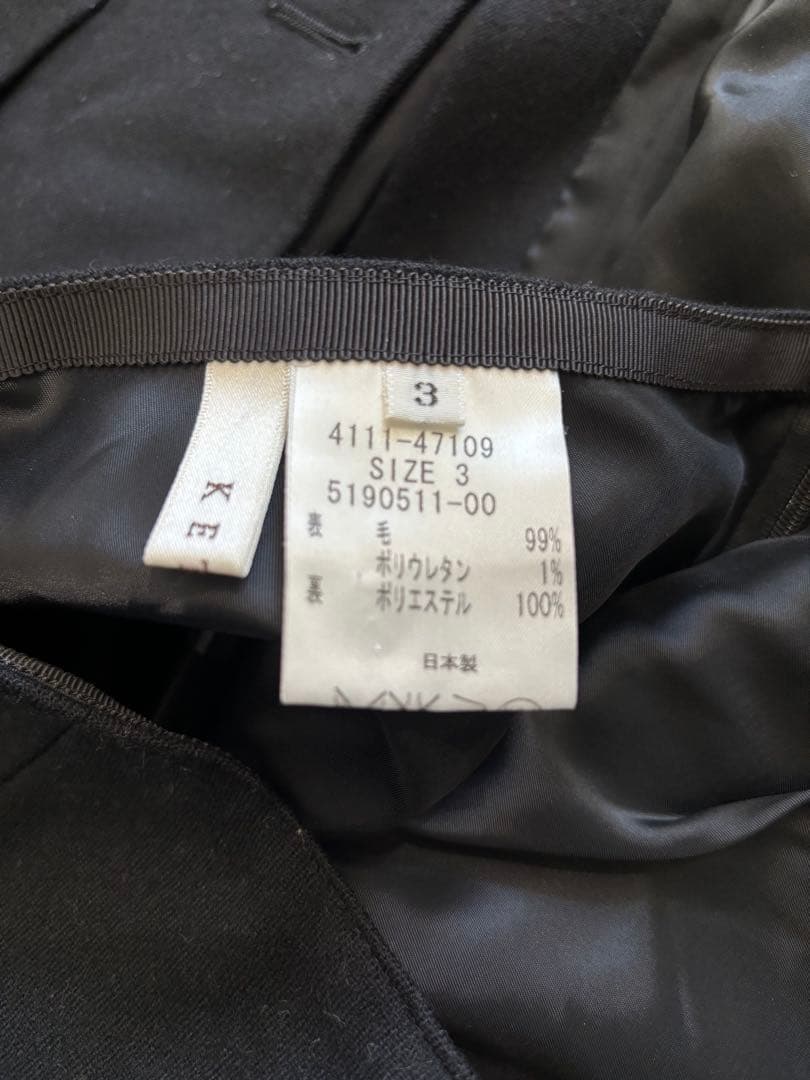 3
4111-47109
SIZE 3
5190511-00
表 毛 99%
ポリウレタン 1%
裏 ポリエステル 100%
日本製
K E